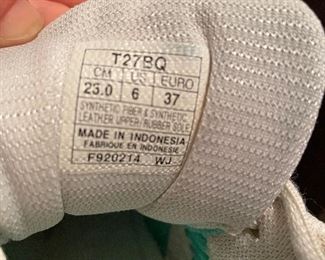 T27BQ
CM US EURO
23.0 6 37
SYNTHETIC FIBER & SYNTHETIC
LEATHER UPPER/RUBBER SOLE
MADE IN INDONESIA
FABRIQUE EN INDONESIE
F920214 WJ